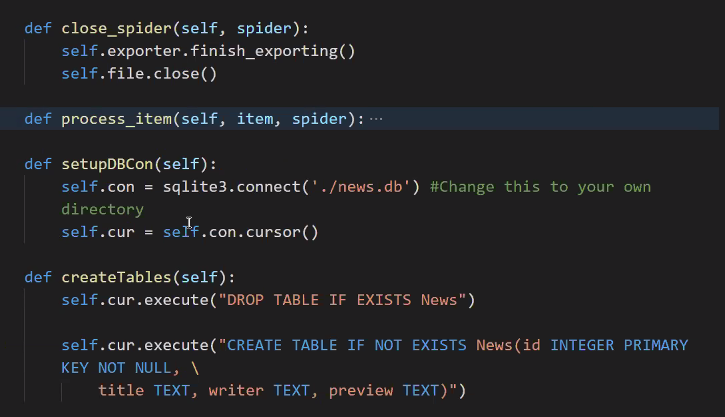 def close_spider(self, spider):
self.exporter.finish_exporting()
self.file.close()
def process_item(self, item, spider):···
def setupDBCon(self):
self.con = sqlite3.connect('./news.db') #Change this to your own
directory
self.cur = self.con.cursor()
def createTables(self):
self.cur.execute("DROP TABLE IF EXISTS News")
self.cur.execute("CREATE TABLE IF NOT EXISTS News(id INTEGER PRIMARY
KEY NOT NULL, \
title TEXT, writer TEXT, preview TEXT)")